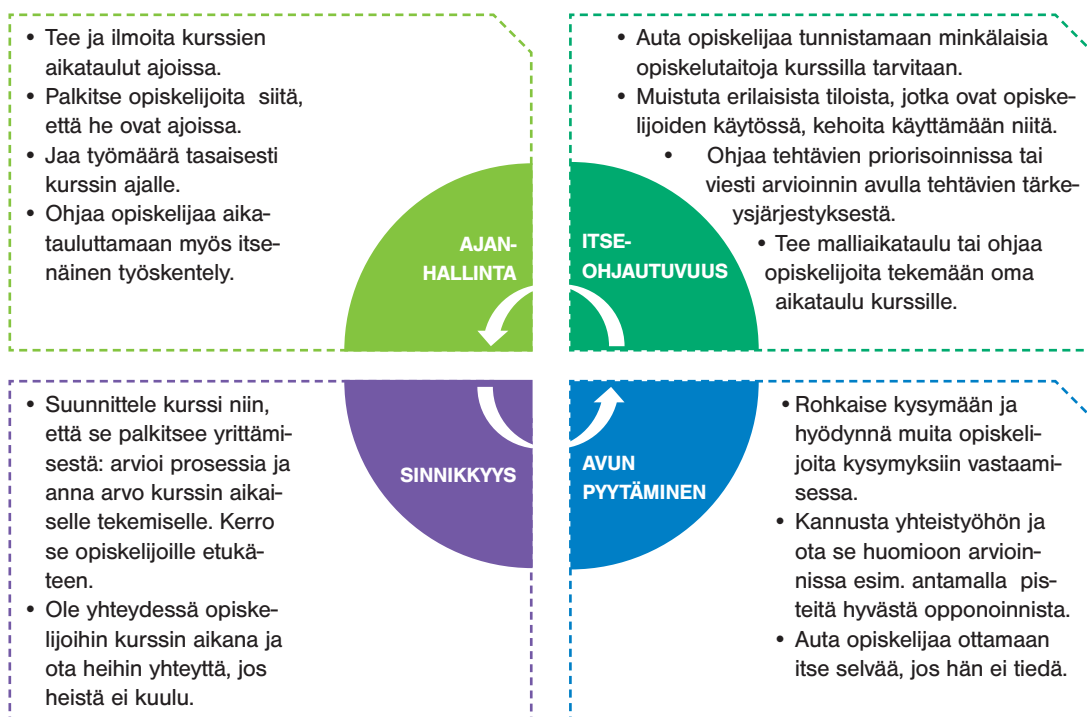 • Tee ja ilmoita kurssien
aikataulut ajoissa.
• Palkitse opiskelijoita siitä,
että he ovat ajoissa.
• Jaa työmäärä tasaisesti
kurssin ajalle.
• Ohjaa opiskelijaa aika-
tauluttamaan myös itse-
näinen työskentely.
AJAN-
HALLINTA
• Auta opiskelijaa tunnistamaan minkälaisia
opiskelutaitoja kurssilla tarvitaan.
• Muistuta erilaisista tiloista, jotka ovat opiske-
lijoiden käytössä, kehoita käyttämään niitä.
• Ohjaa tehtävien priorisoinnissa tai
viesti arvioinnin avulla tehtävien tärke-
ysjärjestyksestä.
• Tee malliaikataulu tai ohjaa
opiskelijoita tekemään oma
aikataulu kurssille.
ITSE-
OHJAUTUVUUS
• Suunnittele kurssi niin,
että se palkitsee yrittämi-
sestä: arvioi prosessia ja
anna arvo kurssin aikai-
selle tekemiselle. Kerro
se opiskelijoille etukä-
teen.
• Ole yhteydessä opiske-
lijoihin kurssin aikana ja
ota heihin yhteyttä, jos
heistä ei kuulu.
SINNIKKYYS
AVUN
PYYTÄMINEN
• Rohkaise kysymään ja
hyödynnä muita opiskeli-
joita kysymyksiin vastaami-
sessa.
• Kannusta yhteistyöhön ja
ota se huomioon arvioin-
nissa esim. antamalla pis-
teitä hyvästä opponoinnista.
• Auta opiskelijaa ottamaan
itse selvää, jos hän ei tiedä.